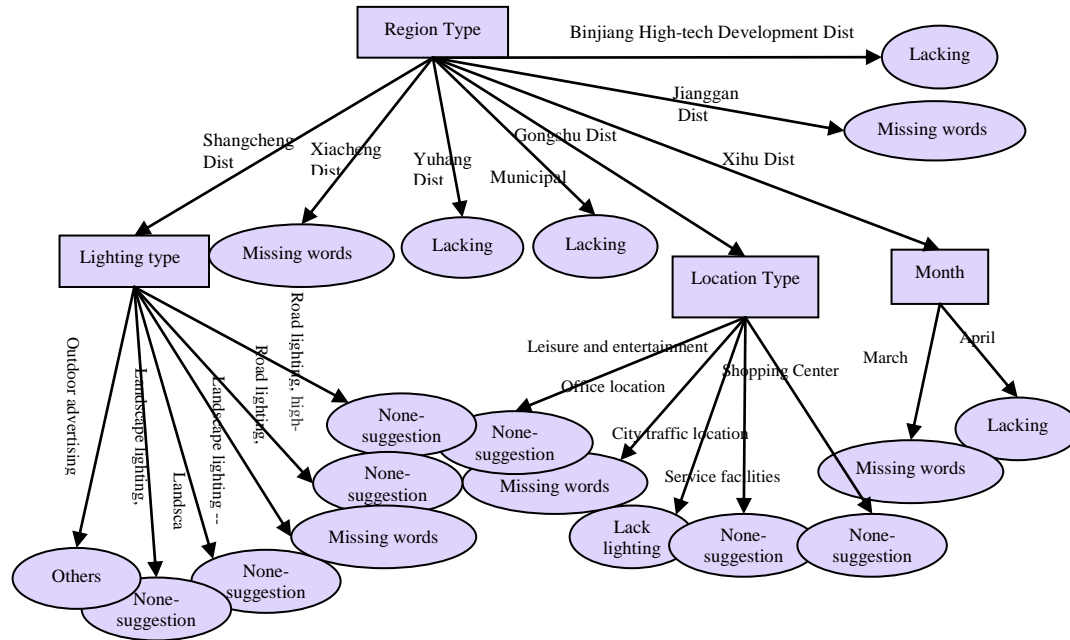 Region Type
Binjiang High-tech Development Dist
Lacking
Jianggan
Dist
Missing words
Shangcheng
Dist
Xiacheng
Dist
Yuhang
Dist
Municipal
Gongshu Dist
Xihu Dist
Lighting type
Missing words
Lacking
Lacking
Location Type
Month
Outdoor advertising
Landscape lighting,
Landsca
Landscape lighting --
Road lighting,
Road lighting, high-
Leisure and entertainment
Office location
City traffic location
Service facilities
Shopping Center
March
April
None-
suggestion
None-
suggestion
Missing words
None-
suggestion
None-
suggestion
Others
None-
suggestion
Missing words
Lack
lighting
None-
suggestion
None-
suggestion
Missing words
Lacking